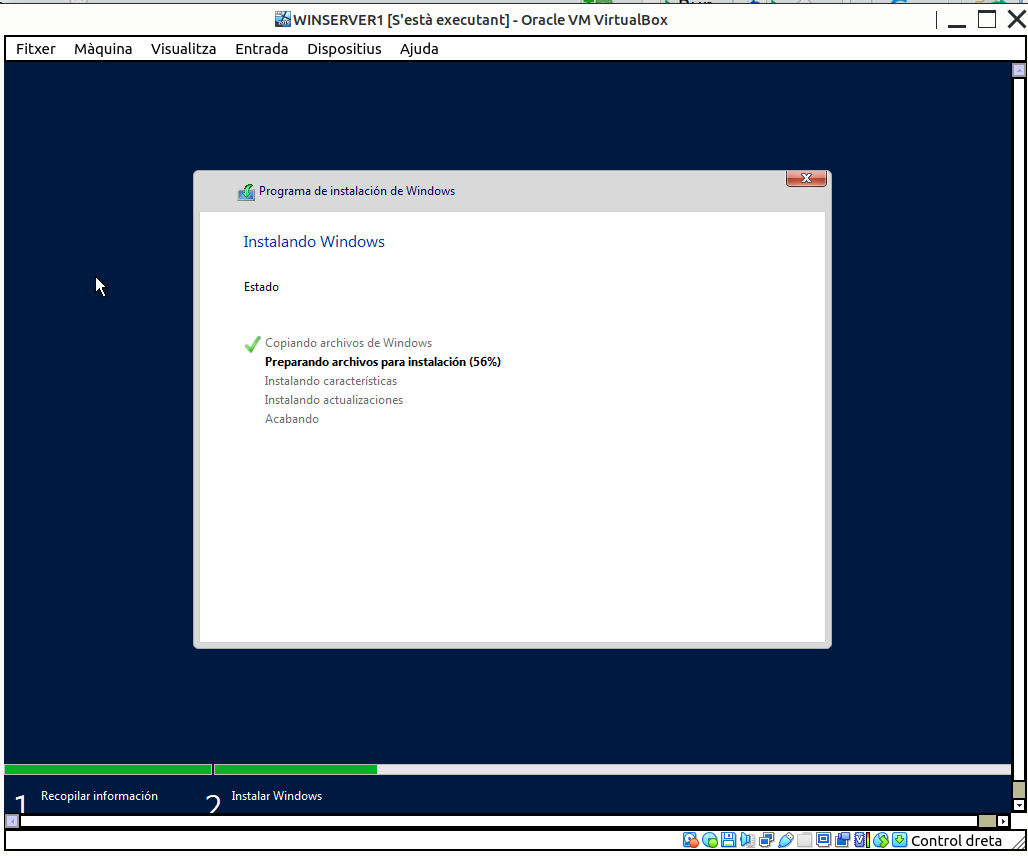 WINSERVER1 [S'està executant] - Oracle VM VirtualBox
Fitxer Màquina Visualitza Entrada Dispositius Ajuda
Programa de instalación de Windows
Instalando Windows
Estado
Copiando archivos de Windows
Preparando archivos para instalación (56%)
Instalando características
Instalando actualizaciones
Acabando
1 Recopilar información 2 Instalar Windows
Control dreta